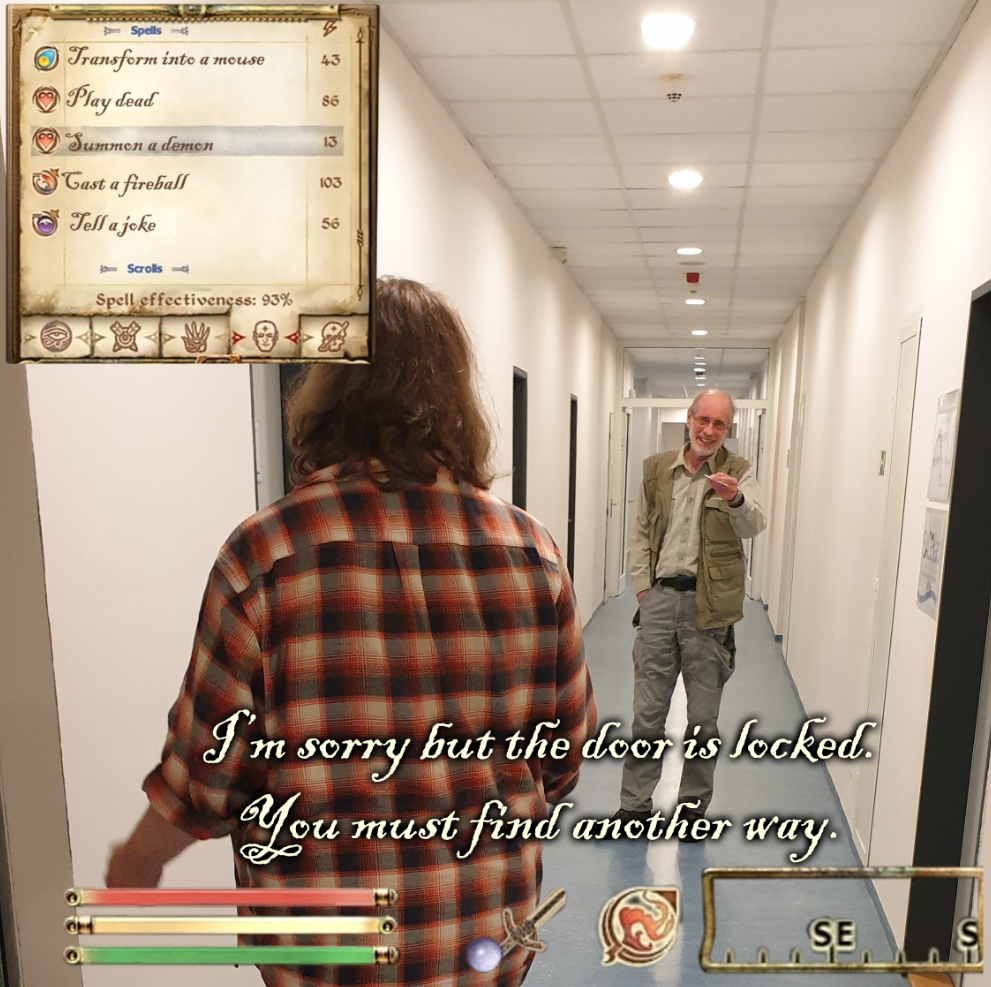 Spells
Transform into a mouse 43
Play dead 86
Summon a demon 13
Cast a fireball 103
Tell a joke 56
Scrolls
Spell effectiveness: 93%
I'm sorry but the door is locked.
You must find another way.
SE
S